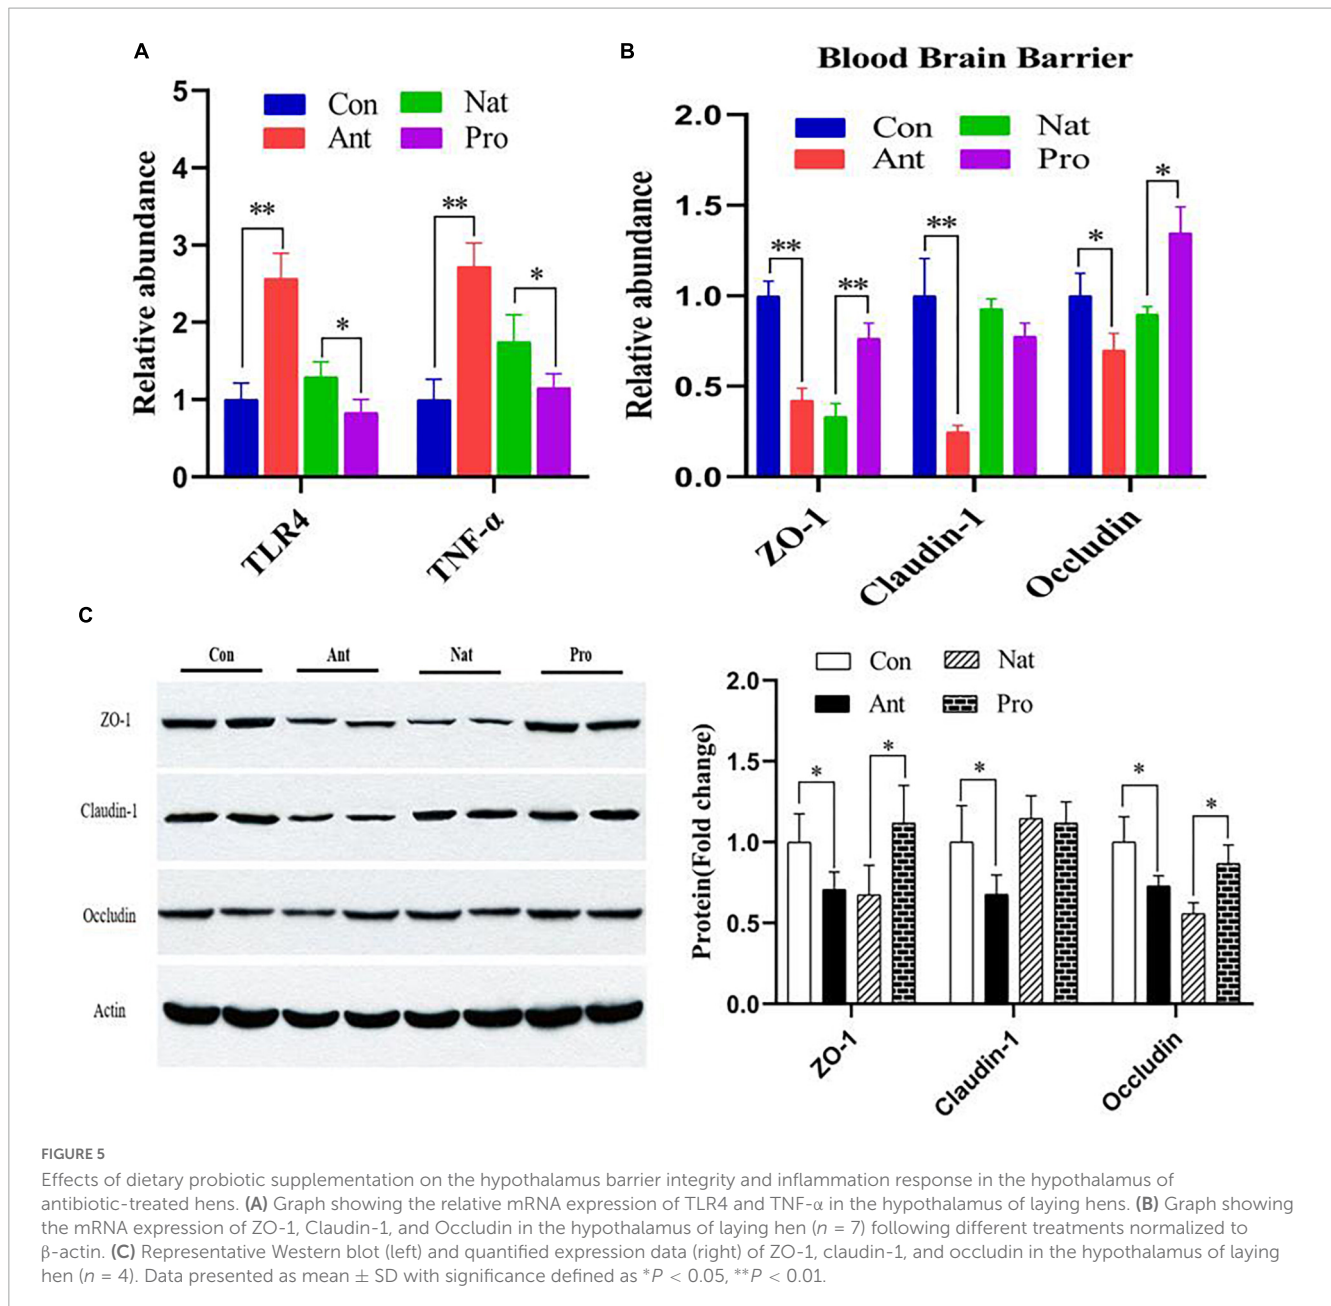 A
5
4
3
2
1
0
Relative abundance
Con
Nat
Ant
Pro
**
*
**
*
TLR4
TNF-α
B
Blood Brain Barrier
2.0
1.5
1.0
0.5
0.0
Relative abundance
Con
Nat
Ant
Pro
**
**
**
*
*
ZO-1
Claudin-1
Occludin
C
Con Ant Nat Pro
ZO-1
Claudin-1
Occludin
Actin
Con
Nat
Ant
Pro
2.0
1.5
1.0
0.5
0.0
Protein(Fold change)
*
*
*
*
*
ZO-1
Claudin-1
Occludin
FIGURE 5
Effects of dietary probiotic supplementation on the hypothalamus barrier integrity and inflammation response in the hypothalamus of
antibiotic-treated hens. (A) Graph showing the relative mRNA expression of TLR4 and TNF-α in the hypothalamus of laying hens. (B) Graph showing
the mRNA expression of ZO-1, Claudin-1, and Occludin in the hypothalamus of laying hen (n = 7) following different treatments normalized to
β-actin. (C) Representative Western blot (left) and quantified expression data (right) of ZO-1, claudin-1, and occludin in the hypothalamus of laying
hen (n = 4). Data presented as mean ± SD with significance defined as *P < 0.05, **P < 0.01.